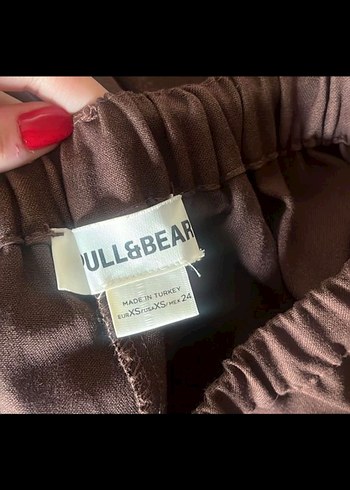 PULL&BEAR
MADE IN TURKEY
EUR XS/USA XS/MEX 24